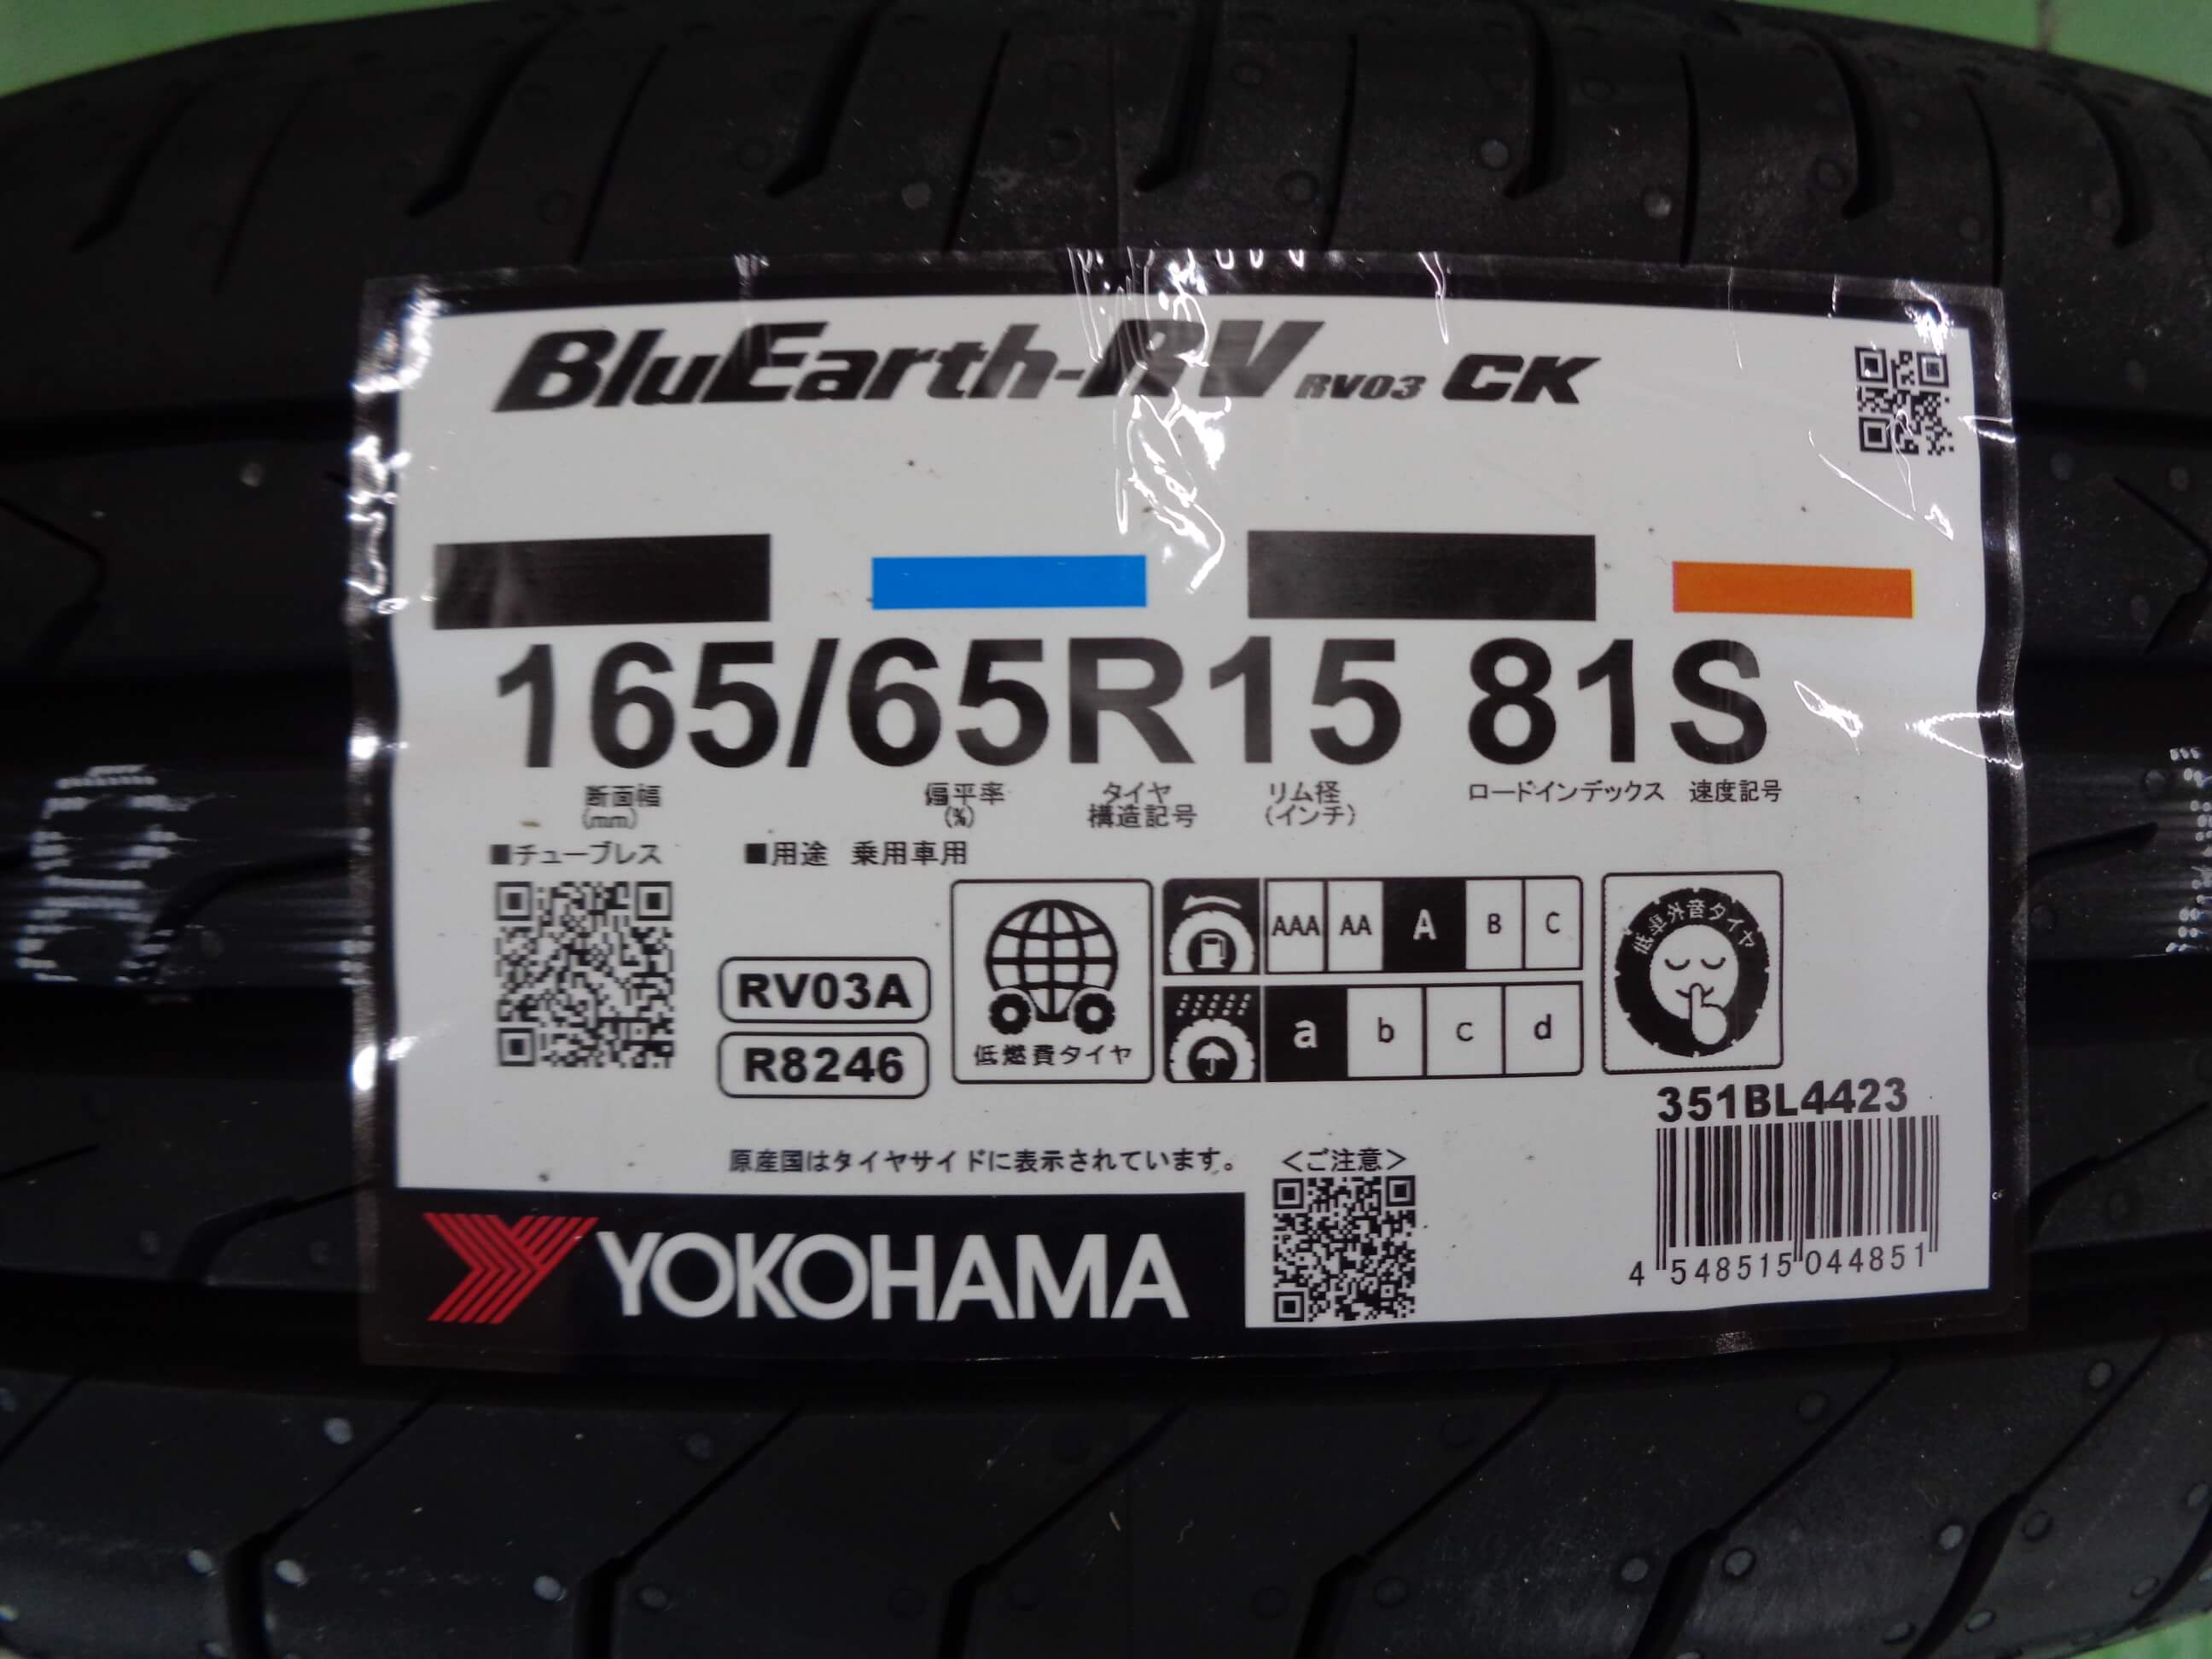 BluEarth-RV RV03 CK
165/65R15 81S
断面幅 (mm)
偏平率 (%)
タイヤ構造記号
リム径 (インチ)
ロードインデックス
速度記号
■チューブレス ■用途 乗用車用
RV03A
R8246
低燃費タイヤ
AAA AA A B C
a b c d
低車外音タイヤ
351BL4423
4 548515 044851
原産国はタイヤサイドに表示されています。
<ご注意>
YOKOHAMA